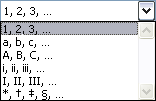 1, 2, 3, ...
1, 2, 3, ...
a, b, c, ...
A, B, C, ...
i, ii, iii, ...
I, II, III, ...
*, †, ‡, §, ...